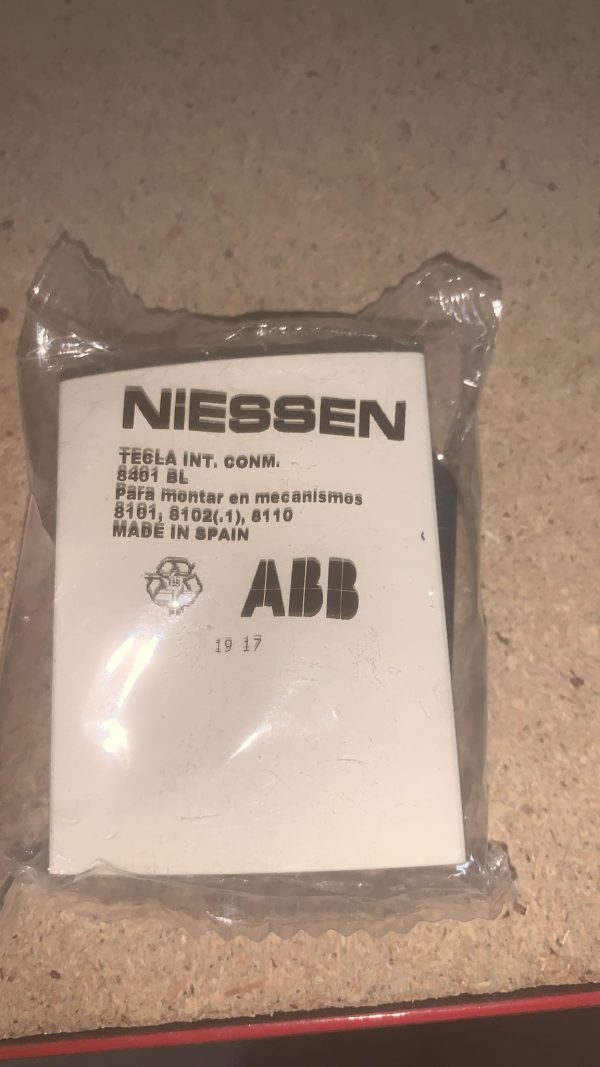 NIESSEN
TECLA INT. CONM.
8401 BL
Para montar en mecanismos
8101, 8102(.1), 8110
MADE IN SPAIN
ABB
19 17